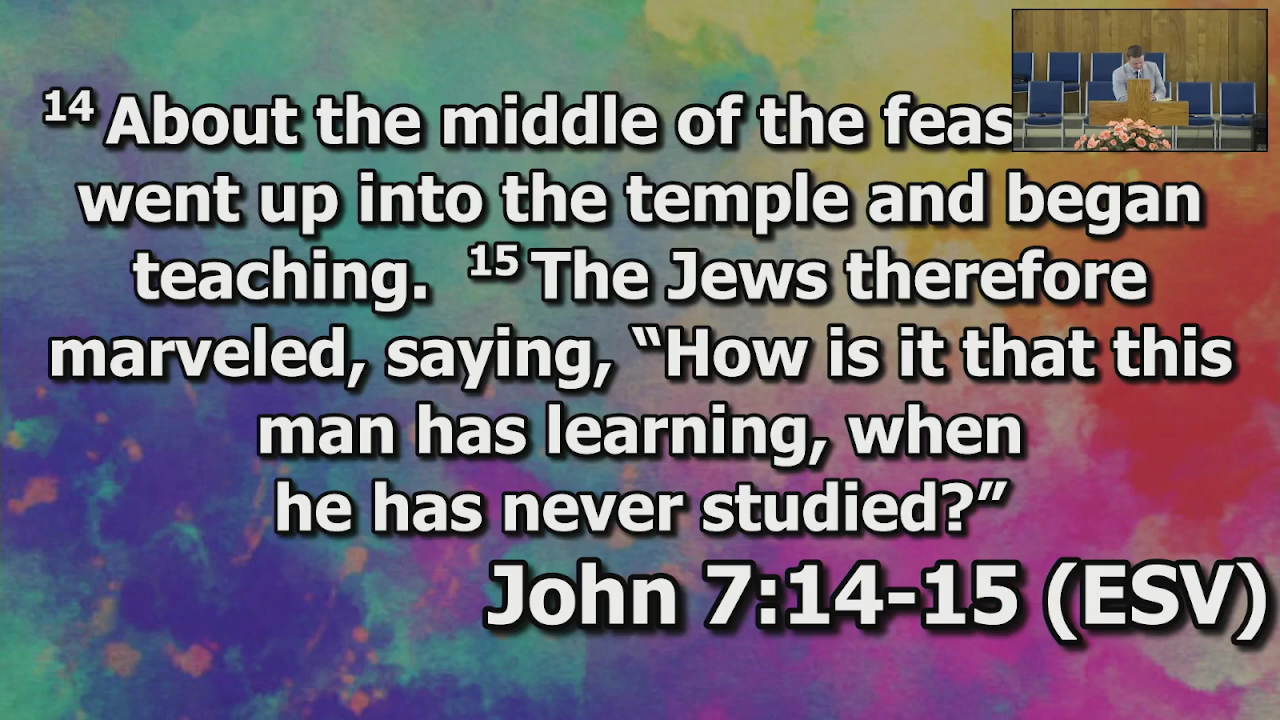 14 About the middle of the feas
went up into the temple and began
teaching. 15 The Jews therefore
marveled, saying, “How is it that this
man has learning, when
he has never studied?”
John 7:14-15 (ESV)